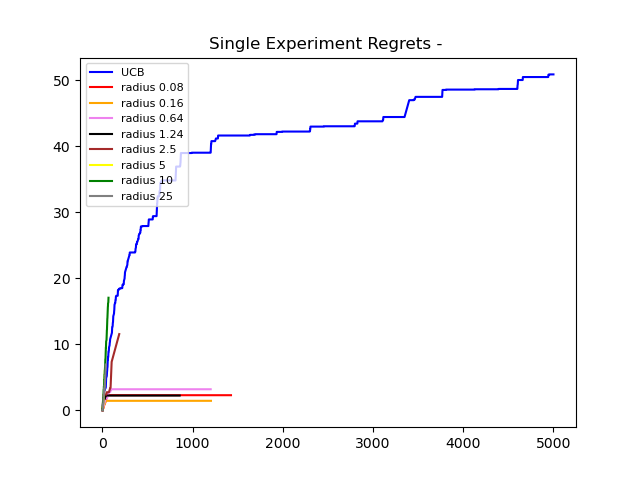 Single Experiment Regrets -
50
40
30
20
10
0
UCB
radius 0.08
radius 0.16
radius 0.64
radius 1.24
radius 2.5
radius 5
radius 10
radius 25
0 1000 2000 3000 4000 5000